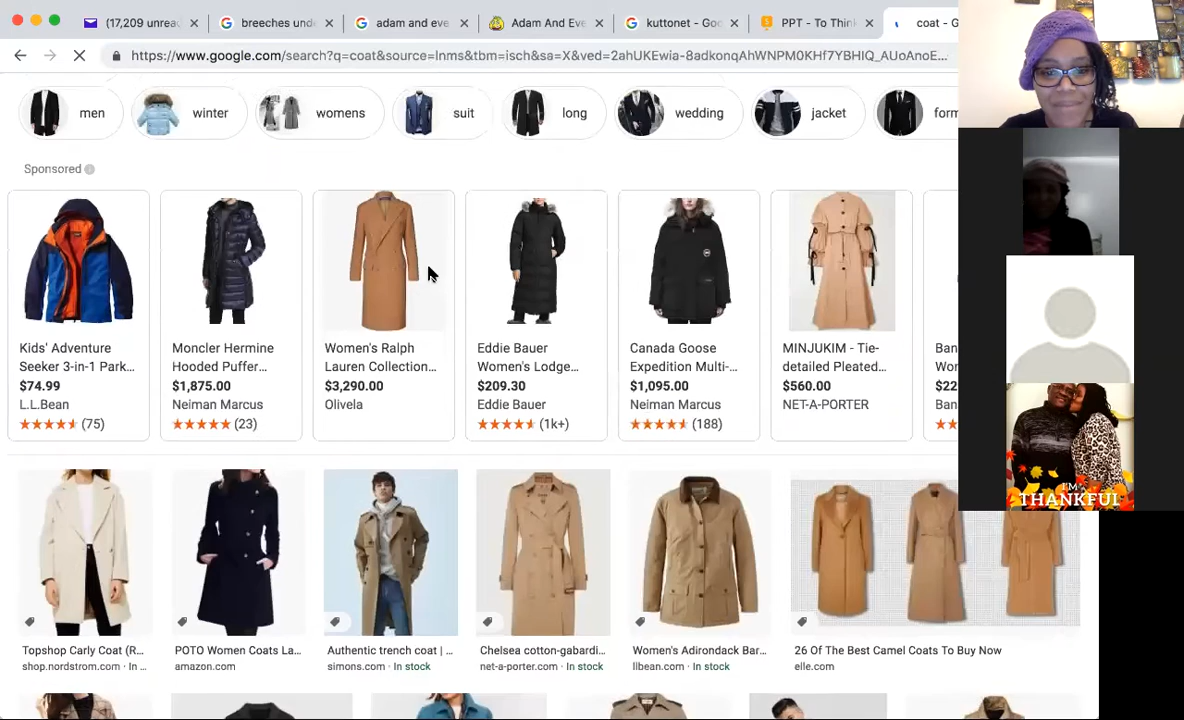 (17,209 unrea
breeches und
adam and eve
Adam And Eve
kuttonet - Goo
PPT - To Think
coat - G
https://www.google.com/search?q=coat&source=lnms&tbm=isch&sa=X&ved=2ahUKEwia-8adkonqAhWNPM0KHf7YBHIQ_AUoAnoE...
men
winter
womens
suit
long
wedding
jacket
form
Sponsored
Kids' Adventure
Seeker 3-in-1 Park...
$74.99
L.L.Bean
(75)
Moncler Hermine
Hooded Puffer...
$1,875.00
Neiman Marcus
(23)
Women's Ralph
Lauren Collection...
$3,290.00
Olivela
Eddie Bauer
Women's Lodge...
$209.30
Eddie Bauer
(1k+)
Canada Goose
Expedition Multi-...
$1,095.00
Neiman Marcus
(188)
MINJUKIM - Tie-
detailed Pleated...
$560.00
NET-A-PORTER
Ban
Wom
$22
Ban
Topshop Carly Coat (R...
shop.nordstrom.com · In ...
POTO Women Coats La...
amazon.com
Authentic trench coat | ...
simons.com · In stock
Chelsea cotton-gabardi...
net-a-porter.com · In stock
Women's Adirondack Bar...
llbean.com · In stock
26 Of The Best Camel Coats To Buy Now
elle.com
I'M
THANKFUL